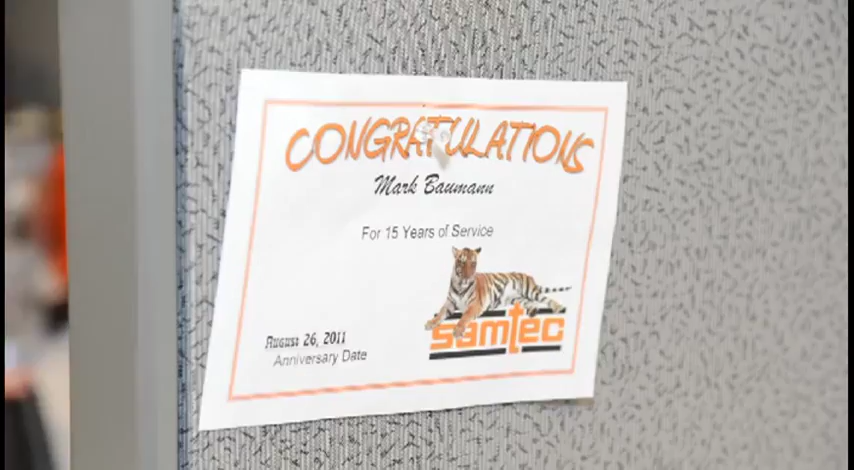 CONGRATULATIONS
Mark Baumann
For 15 Years of Service
samtec
August 26, 2011
Anniversary Date